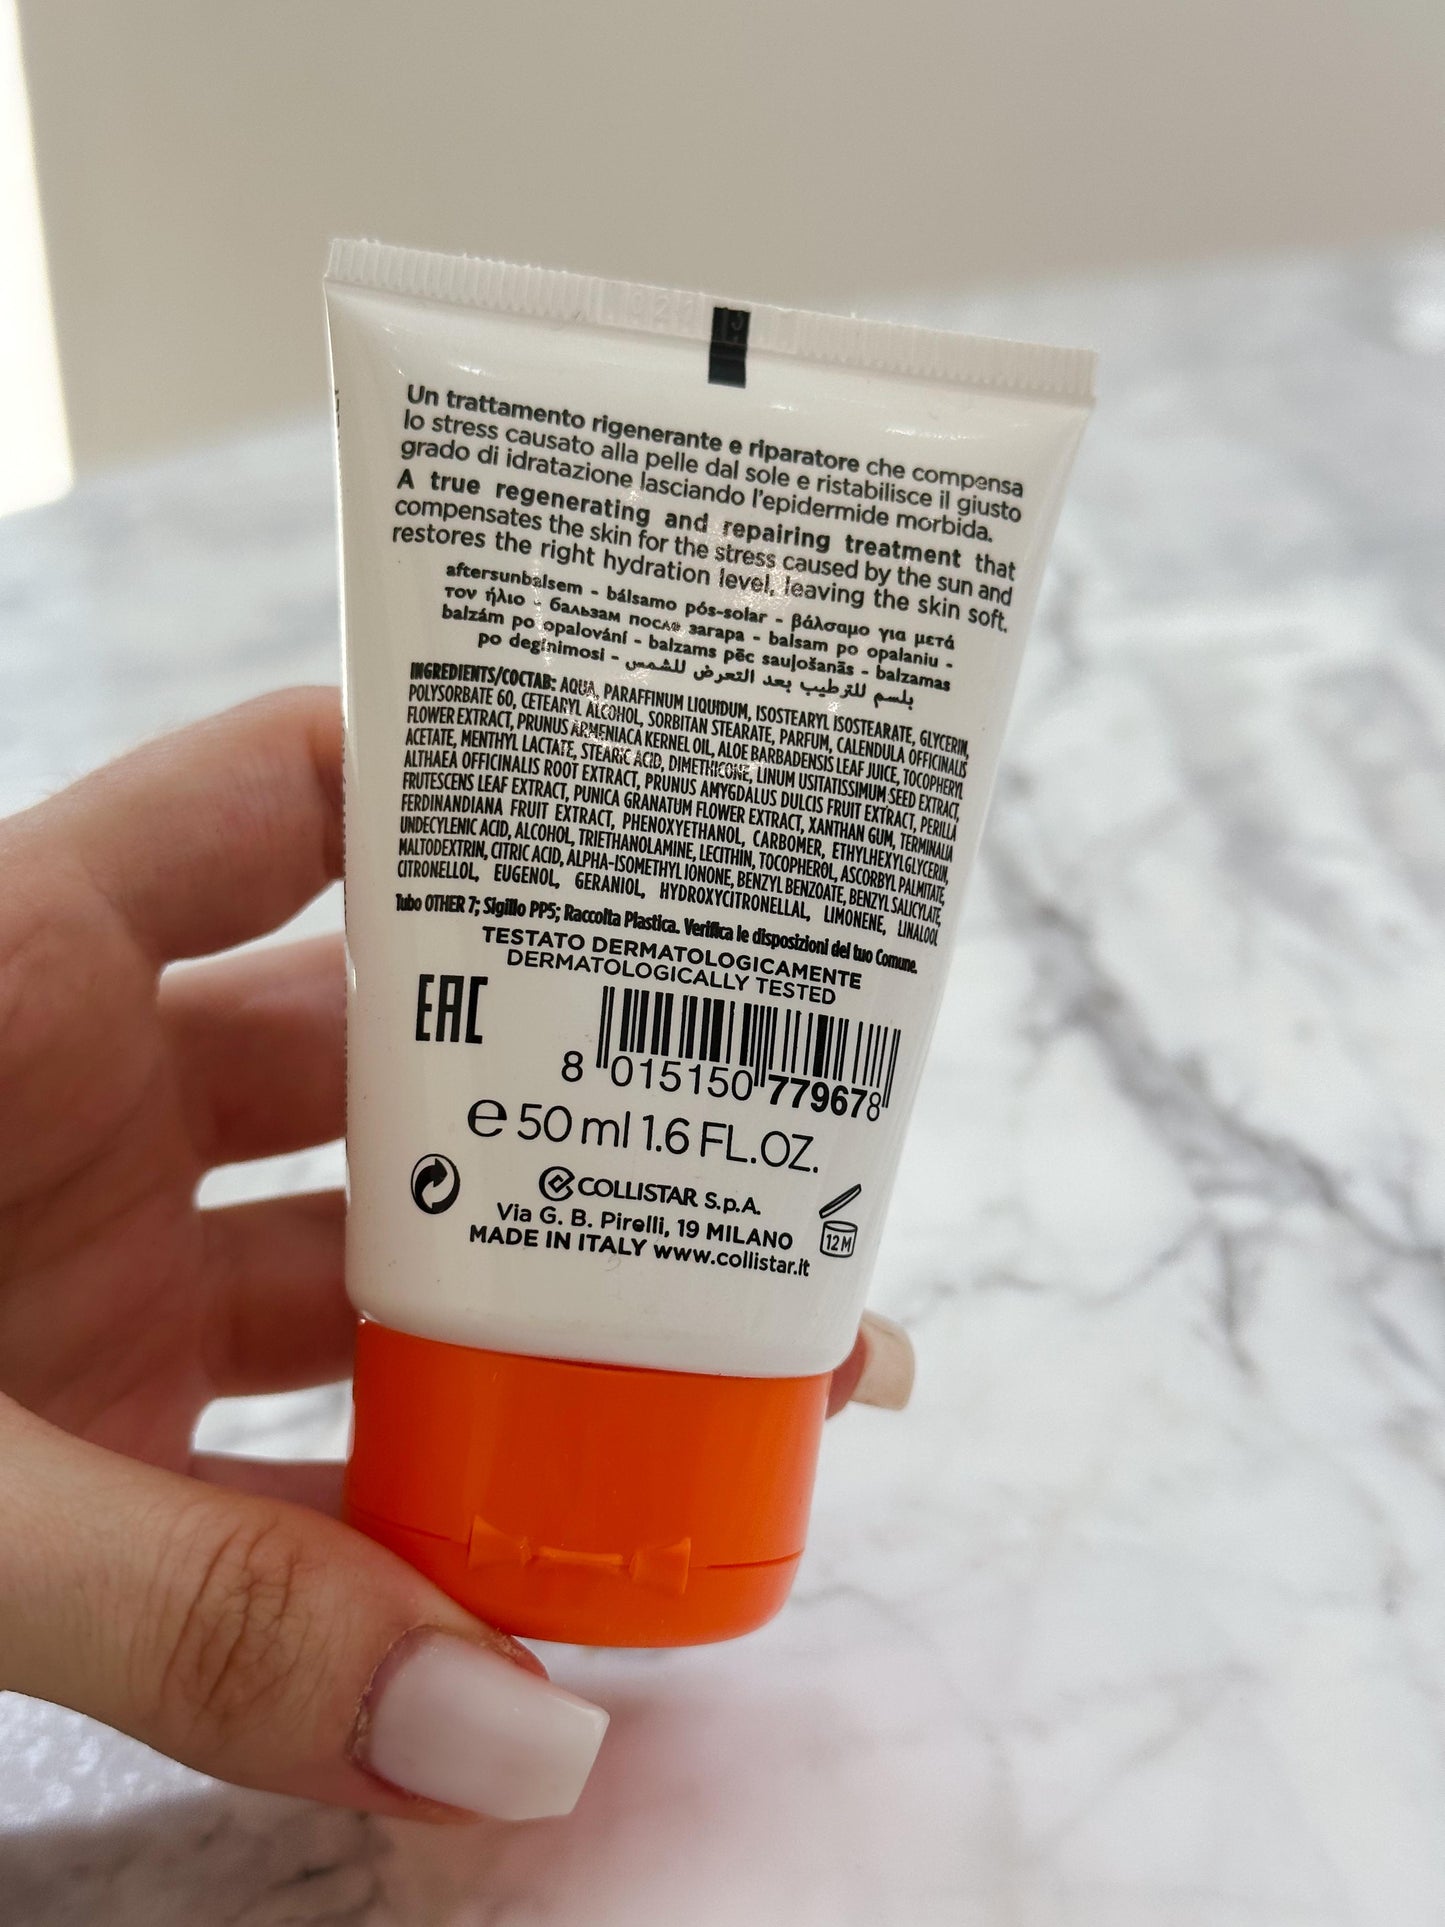 Un trattamento rigenerante e riparatore che compensa
lo stress causato alla pelle dal sole e ristabilisce il giusto
grado di idratazione lasciando l'epidermide morbida.
A true regenerating and repairing treatment that
compensates the skin for the stress caused by the sun and
restores the right hydration level, leaving the skin soft.
aftersunbalsem - bálsamo pós-solar - βάλσαμο για μετά
τον ήλιο - бальзам после загара - balsam po opalaniu -
balzám po opalování - balzams pēc sauļošanās - balzamas
po deginimosi - بلسم للترطيب بعد التعرض للشمس
INGREDIENTS/СОСТАВ: AQUA, PARAFFINUM LIQUIDUM, ISOSTEARYL ISOSTEARATE, GLYCERIN,
POLYSORBATE 60, CETEARYL ALCOHOL, SORBITAN STEARATE, PARFUM, CALENDULA OFFICINALIS
FLOWER EXTRACT, PRUNUS ARMENIACA KERNEL OIL, ALOE BARBADENSIS LEAF JUICE, TOCOPHERYL
ACETATE, MENTHYL LACTATE, STEARIC ACID, DIMETHICONE, LINUM USITATISSIMUM SEED EXTRACT,
ALTHAEA OFFICINALIS ROOT EXTRACT, PRUNUS AMYGDALUS DULCIS FRUIT EXTRACT, PERILLA
FRUTESCENS LEAF EXTRACT, PUNICA GRANATUM FLOWER EXTRACT, XANTHAN GUM, TERMINALIA
FERDINANDIANA FRUIT EXTRACT, PHENOXYETHANOL, CARBOMER, ETHYLHEXYLGLYCERIN,
UNDECYLENIC ACID, ALCOHOL, TRIETHANOLAMINE, LECITHIN, TOCOPHEROL, ASCORBYL PALMITATE,
MALTODEXTRIN, CITRIC ACID, ALPHA-ISOMETHYL IONONE, BENZYL BENZOATE, BENZYL SALICYLATE,
CITRONELLOL, EUGENOL, GERANIOL, HYDROXYCITRONELLAL, LIMONENE, LINALOOL
Tubo OTHER 7; Sigillo PP5; Raccolta Plastica. Verifica le disposizioni del tuo Comune.
TESTATO DERMATOLOGICAMENTE
DERMATOLOGICALLY TESTED
EAC
8 015150 779678
e 50 ml 1.6 FL.OZ.
COLLISTAR S.p.A.
Via G. B. Pirelli, 19 MILANO
MADE IN ITALY www.collistar.it
12 M